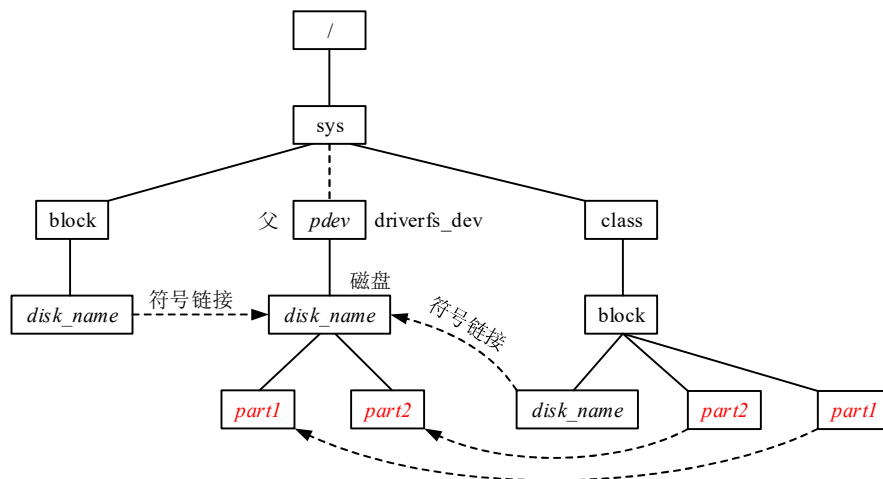 /
sys
block
父
pdev
driverfs_dev
class
磁盘
disk_name
符号链接
disk_name
符号链接
block
part1
part2
disk_name
part2
part1